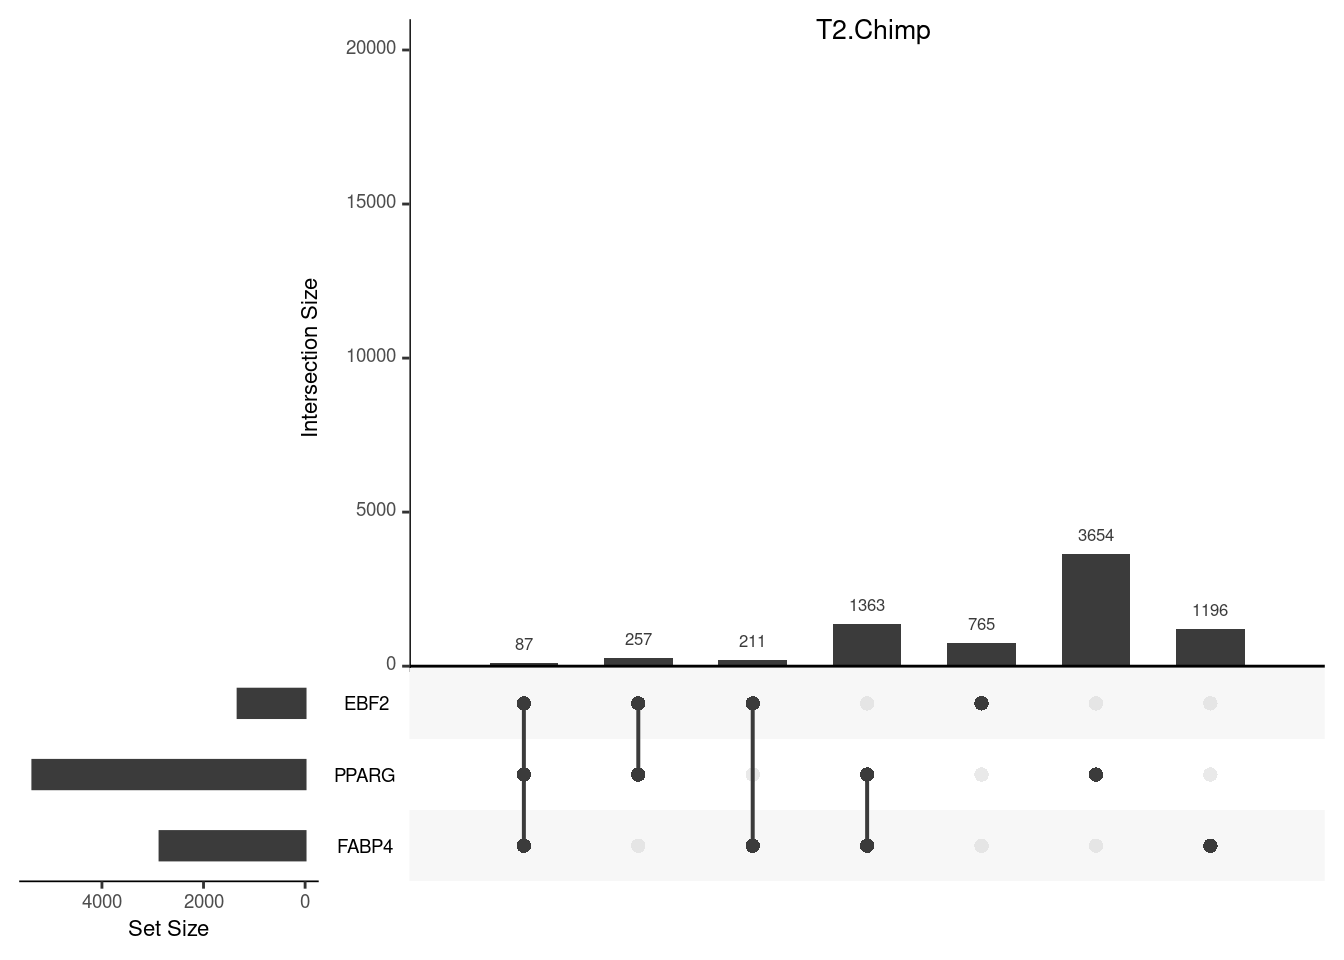 T2.Chimp
20000
15000
10000
5000
0
Intersection Size
87
257
211
1363
765
3654
1196
EBF2
PPARG
FABP4
4000 2000 0
Set Size